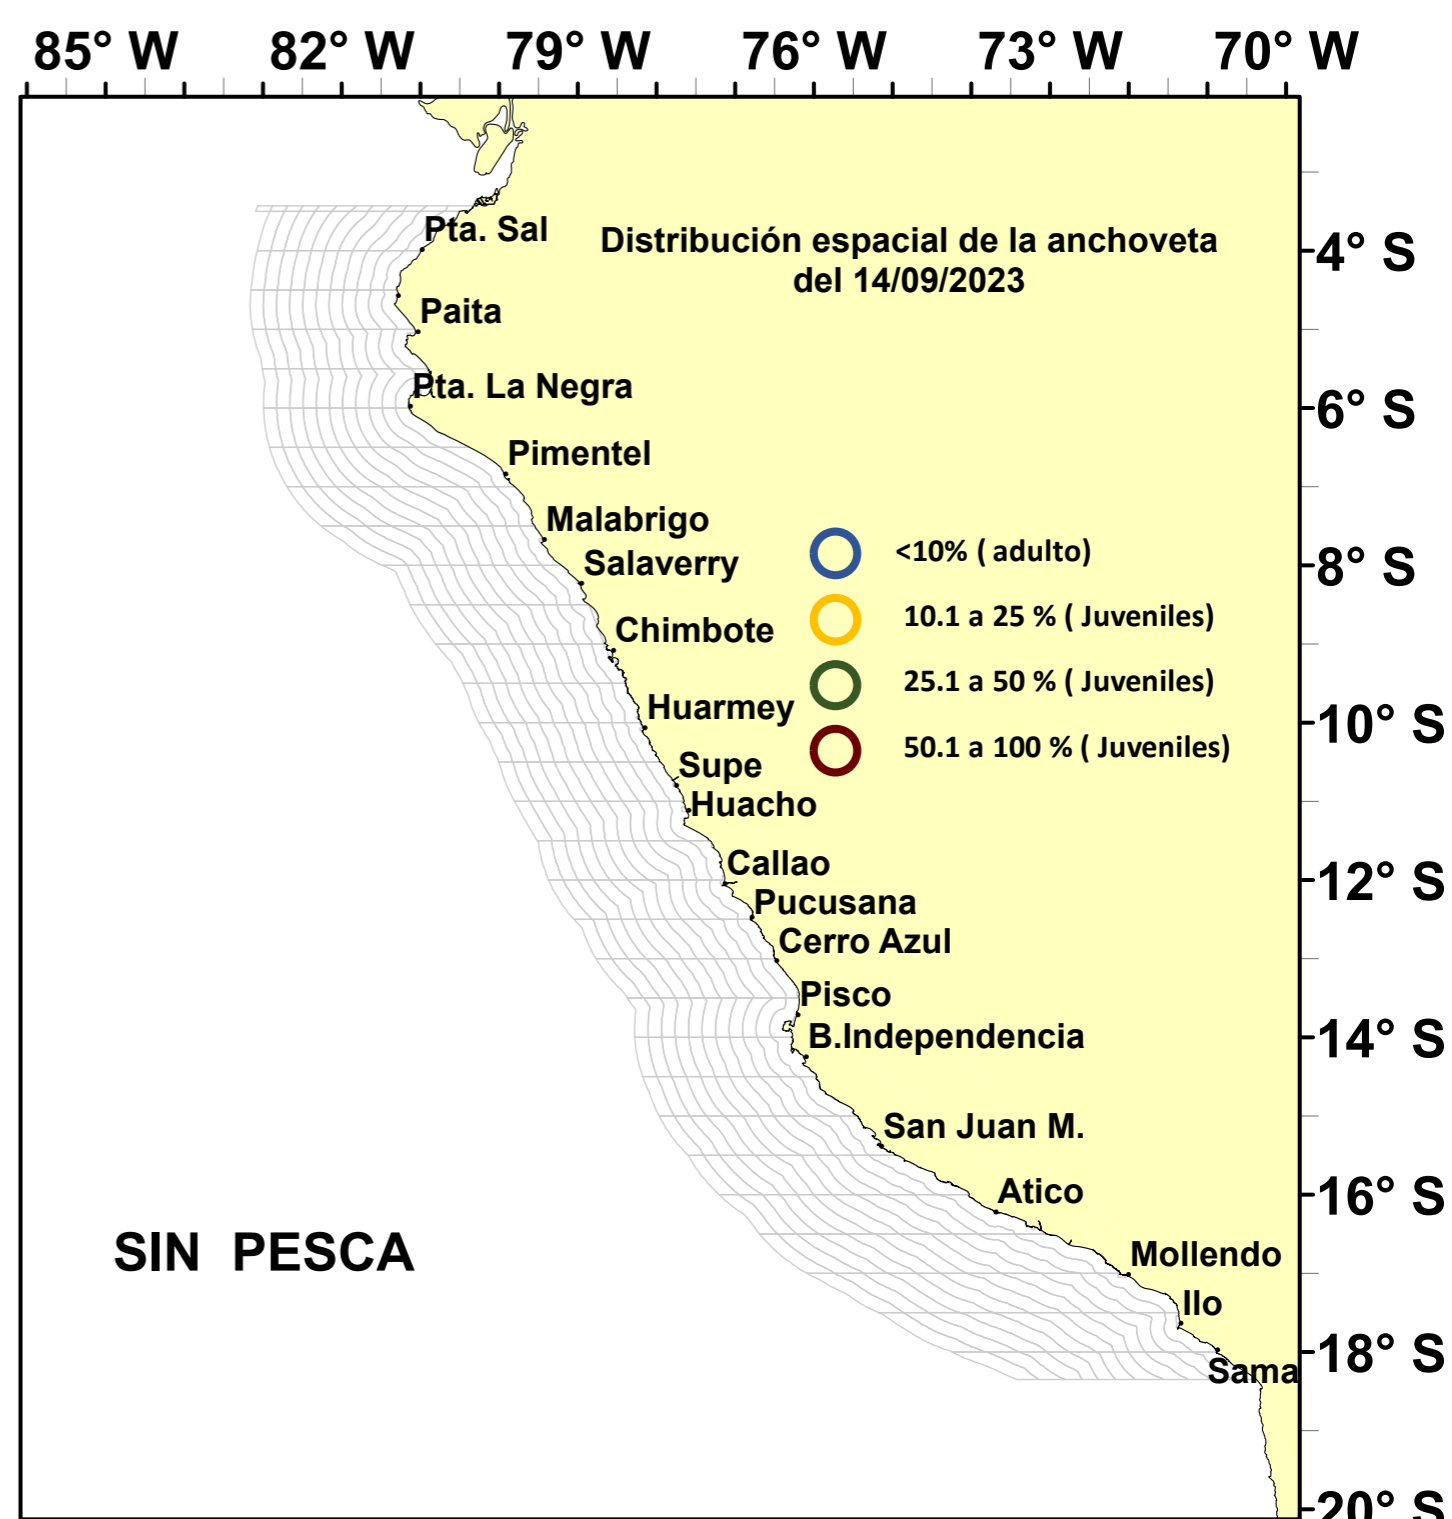 85° W 82° W 79° W 76° W 73° W 70° W
Pta. Sal
Distribución espacial de la anchoveta
del 14/09/2023
4° S
Paita
Pta. La Negra
6° S
Pimentel
Malabrigo
<10% ( adulto)
Salaverry
8° S
10.1 a 25 % ( Juveniles)
Chimbote
25.1 a 50 % ( Juveniles)
Huarmey
10° S
50.1 a 100 % ( Juveniles)
Supe
Huacho
Callao
12° S
Pucusana
Cerro Azul
Pisco
B.Independencia
14° S
San Juan M.
Atico
16° S
SIN PESCA
Mollendo
Ilo
18° S
Sama
20° S